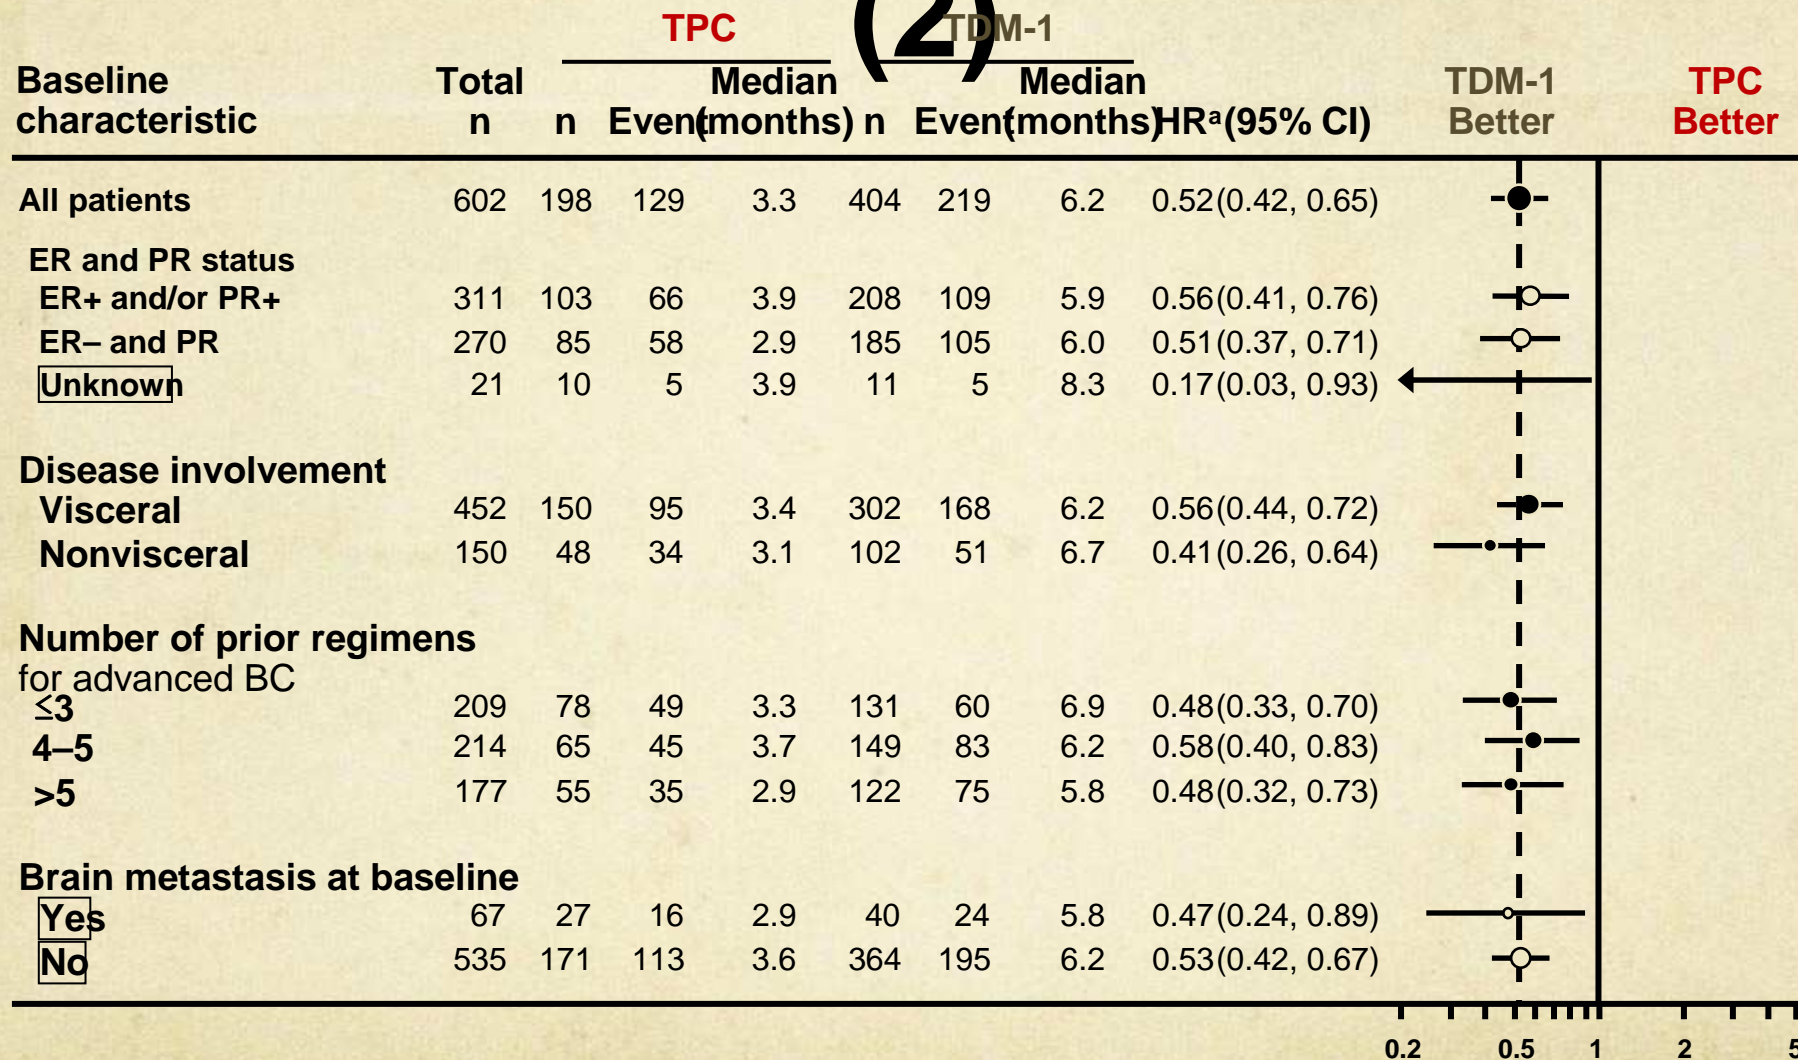 (2)
TPC TDM-1
Baseline Total Median Median TDM-1 TPC
characteristic n n Event (months) n Event (months) HRᵃ (95% CI) Better Better
All patients 602 198 129 3.3 404 219 6.2 0.52 (0.42, 0.65)
ER and PR status
ER+ and/or PR+ 311 103 66 3.9 208 109 5.9 0.56 (0.41, 0.76)
ER– and PR 270 85 58 2.9 185 105 6.0 0.51 (0.37, 0.71)
Unknown 21 10 5 3.9 11 5 8.3 0.17 (0.03, 0.93)
Disease involvement
Visceral 452 150 95 3.4 302 168 6.2 0.56 (0.44, 0.72)
Nonvisceral 150 48 34 3.1 102 51 6.7 0.41 (0.26, 0.64)
Number of prior regimens
for advanced BC
≤3 209 78 49 3.3 131 60 6.9 0.48 (0.33, 0.70)
4–5 214 65 45 3.7 149 83 6.2 0.58 (0.40, 0.83)
>5 177 55 35 2.9 122 75 5.8 0.48 (0.32, 0.73)
Brain metastasis at baseline
Yes 67 27 16 2.9 40 24 5.8 0.47 (0.24, 0.89)
No 535 171 113 3.6 364 195 6.2 0.53 (0.42, 0.67)
0.2 0.5 1 2 5